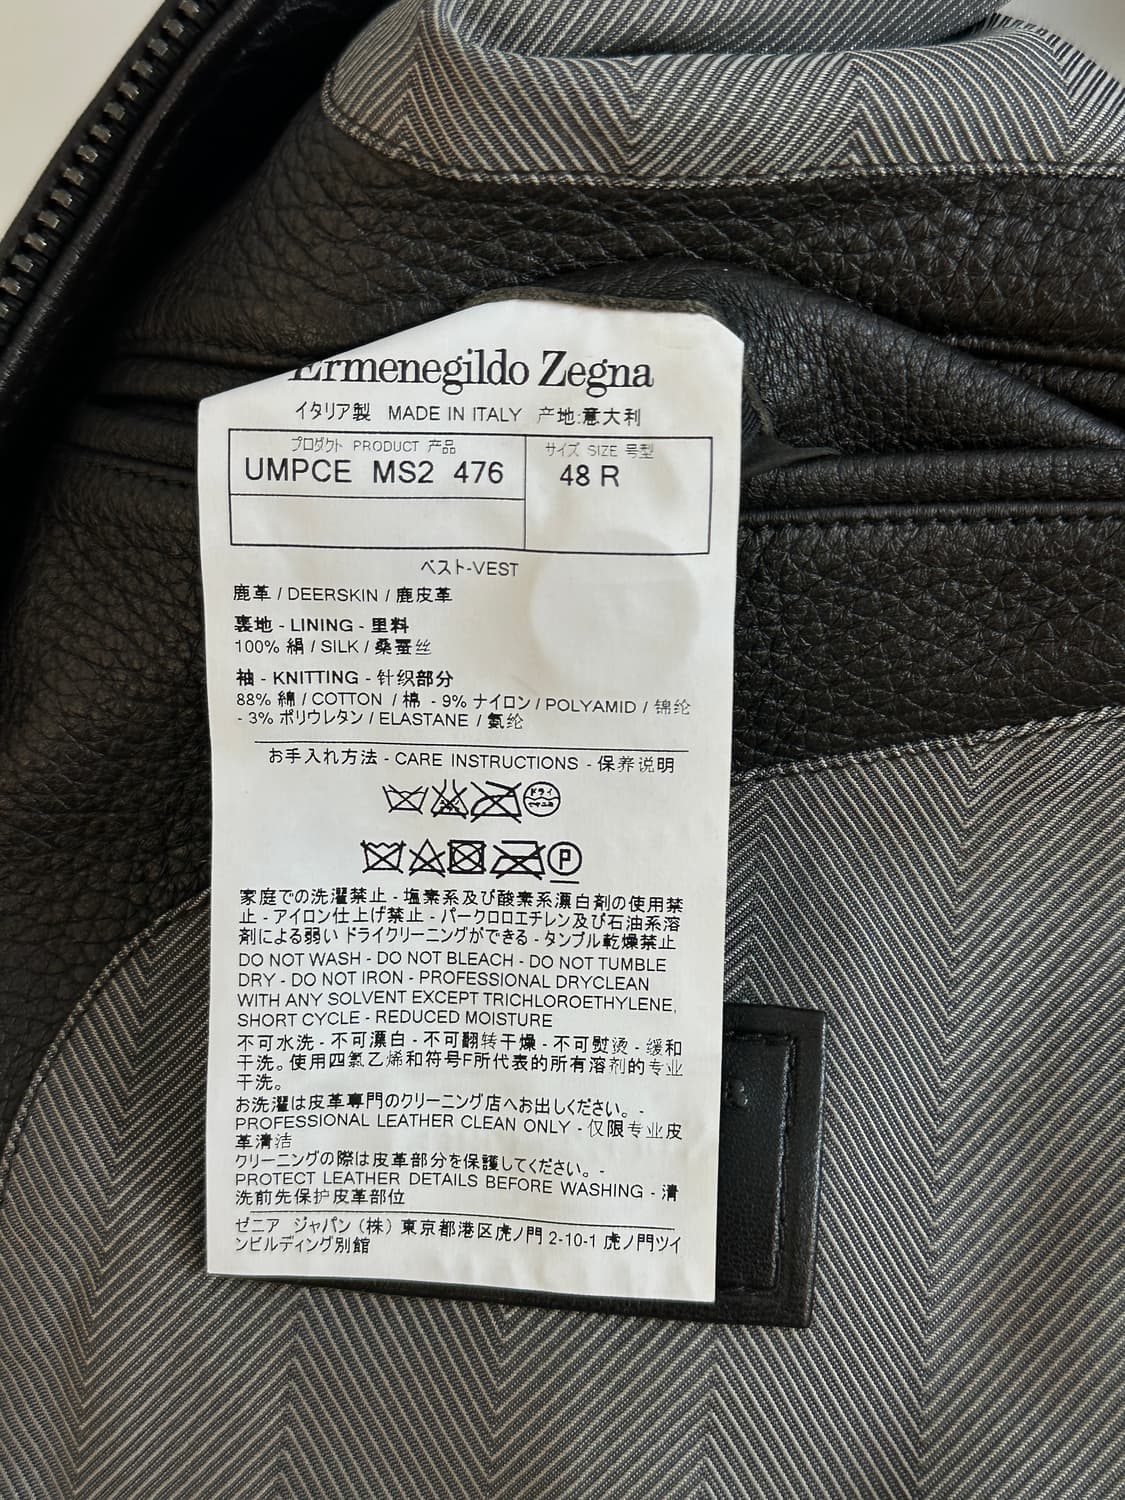 Ermenegildo Zegna
イタリア製 MADE IN ITALY 产地:意大利
プロダクト PRODUCT 产品
サイズ SIZE 号型
UMPCE MS2 476
48 R
ベスト-VEST
鹿革 / DEERSKIN / 鹿皮革
裏地 - LINING - 里料
100% 絹 / SILK / 桑蚕丝
袖 - KNITTING - 针织部分
88% 綿 / COTTON / 棉 - 9% ナイロン / POLYAMID / 锦纶
- 3% ポリウレタン / ELASTANE / 氨纶
お手入れ方法 - CARE INSTRUCTIONS - 保养说明
ドライ
P
家庭での洗濯禁止 - 塩素系及び酸素系漂白剤の使用禁
止 - アイロン仕上げ禁止 - パークロロエチレン及び石油系溶
剤による弱い ドライクリーニングができる - タンブル乾燥禁止
DO NOT WASH - DO NOT BLEACH - DO NOT TUMBLE
DRY - DO NOT IRON - PROFESSIONAL DRYCLEAN
WITH ANY SOLVENT EXCEPT TRICHLOROETHYLENE,
SHORT CYCLE - REDUCED MOISTURE
不可水洗 - 不可漂白 - 不可翻转干燥 - 不可熨烫 - 缓和
干洗。使用四氯乙烯和符号F所代表的所有溶剂的专业
干洗。
お洗濯は皮革専門のクリーニング店へお出しください。 -
PROFESSIONAL LEATHER CLEAN ONLY - 仅限专业皮
革清洁
クリーニングの際は皮革部分を保護してください。 -
PROTECT LEATHER DETAILS BEFORE WASHING - 清
洗前先保护皮革部位
ゼニア ジャパン (株) 東京都港区虎ノ門 2-10-1 虎ノ門ツイ
ンビルディング別館